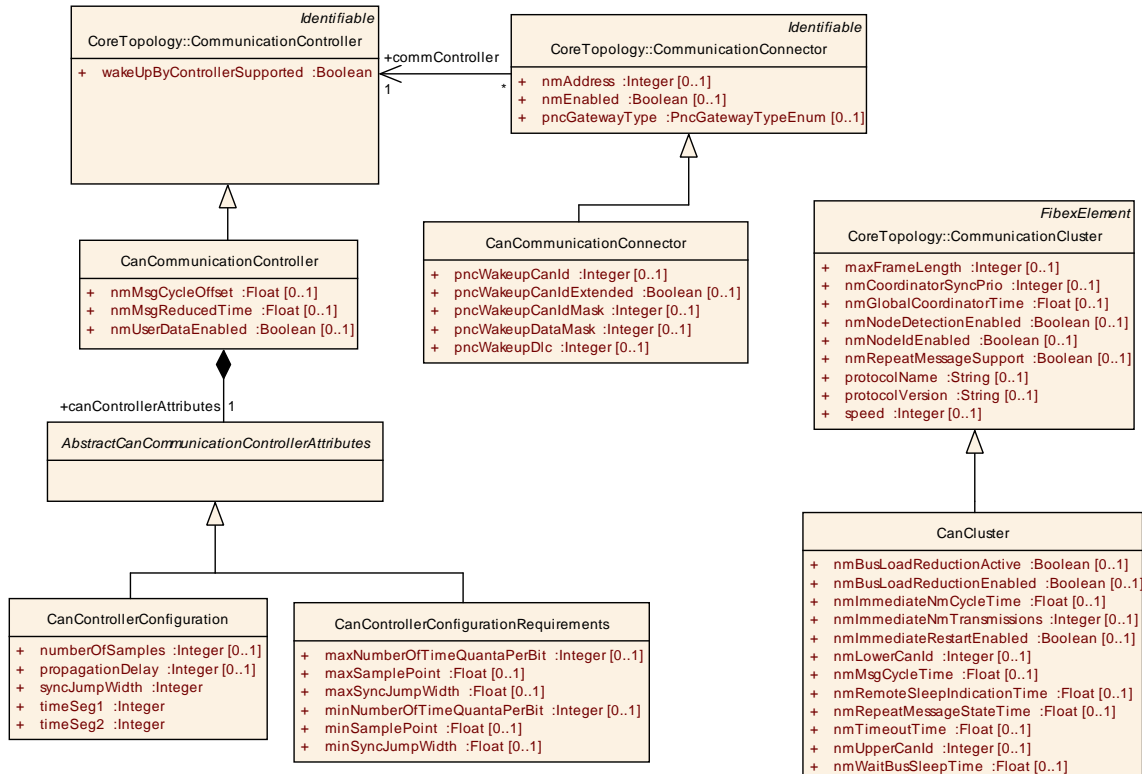 Identifiable
CoreTopology::CommunicationController
+ wakeUpByControllerSupported :Boolean
+commController
1
*
Identifiable
CoreTopology::CommunicationConnector
+ nmAddress :Integer [0..1]
+ nmEnabled :Boolean [0..1]
+ pncGatewayType :PncGatewayTypeEnum [0..1]
CanCommunicationController
+ nmMsgCycleOffset :Float [0..1]
+ nmMsgReducedTime :Float [0..1]
+ nmUserDataEnabled :Boolean [0..1]
CanCommunicationConnector
+ pncWakeupCanId :Integer [0..1]
+ pncWakeupCanIdExtended :Boolean [0..1]
+ pncWakeupCanIdMask :Integer [0..1]
+ pncWakeupDataMask :Integer [0..1]
+ pncWakeupDlc :Integer [0..1]
FibexElement
CoreTopology::CommunicationCluster
+ maxFrameLength :Integer [0..1]
+ nmCoordinatorSyncPrio :Integer [0..1]
+ nmGlobalCoordinatorTime :Float [0..1]
+ nmNodeDetectionEnabled :Boolean [0..1]
+ nmNodeIdEnabled :Boolean [0..1]
+ nmRepeatMessageSupport :Boolean [0..1]
+ protocolName :String [0..1]
+ protocolVersion :String [0..1]
+ speed :Integer [0..1]
+canControllerAttributes 1
AbstractCanCommunicationControllerAttributes
CanControllerConfiguration
+ numberOfSamples :Integer [0..1]
+ propagationDelay :Integer [0..1]
+ syncJumpWidth :Integer
+ timeSeg1 :Integer
+ timeSeg2 :Integer
CanControllerConfigurationRequirements
+ maxNumberOfTimeQuantaPerBit :Integer [0..1]
+ maxSamplePoint :Float [0..1]
+ maxSyncJumpWidth :Float [0..1]
+ minNumberOfTimeQuantaPerBit :Integer [0..1]
+ minSamplePoint :Float [0..1]
+ minSyncJumpWidth :Float [0..1]
CanCluster
+ nmBusLoadReductionActive :Boolean [0..1]
+ nmBusLoadReductionEnabled :Boolean [0..1]
+ nmImmediateNmCycleTime :Float [0..1]
+ nmImmediateNmTransmissions :Integer [0..1]
+ nmImmediateRestartEnabled :Boolean [0..1]
+ nmLowerCanId :Integer [0..1]
+ nmMsgCycleTime :Float [0..1]
+ nmRemoteSleepIndicationTime :Float [0..1]
+ nmRepeatMessageStateTime :Float [0..1]
+ nmTimeoutTime :Float [0..1]
+ nmUpperCanId :Integer [0..1]
+ nmWaitBusSleepTime :Float [0..1]